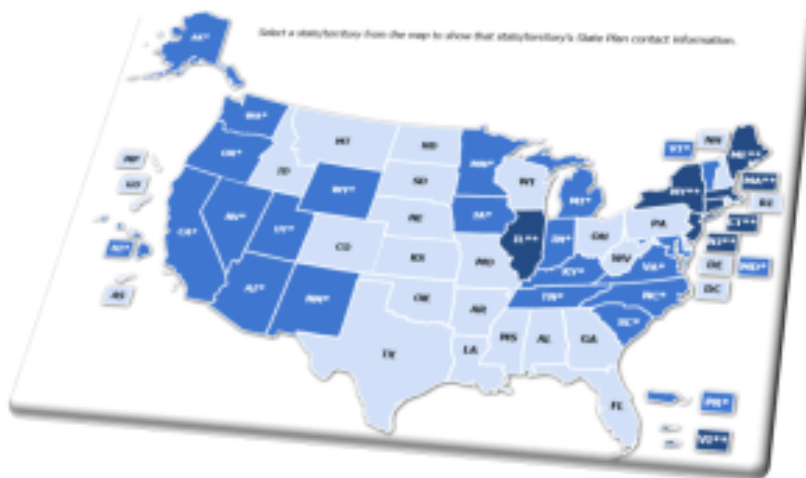 Select a state/territory from the map to show that state/territory's State Plan contact information.
AK*
WA*
MT
ND
MN*
VT*
NH
ME**
OR*
ID
SD
WI
MA**
WY*
MI*
NY**
RI
NV*
UT*
NE
IA*
IL**
IN*
OH
PA
CT**
CA*
CO
KS
MO
WV
NJ**
HI*
KY*
VA*
DE
MD*
AS
AZ*
NM*
OK
AR
TN*
NC*
DC
TX
LA
MS
AL
GA
SC*
FL
PR*
VI**